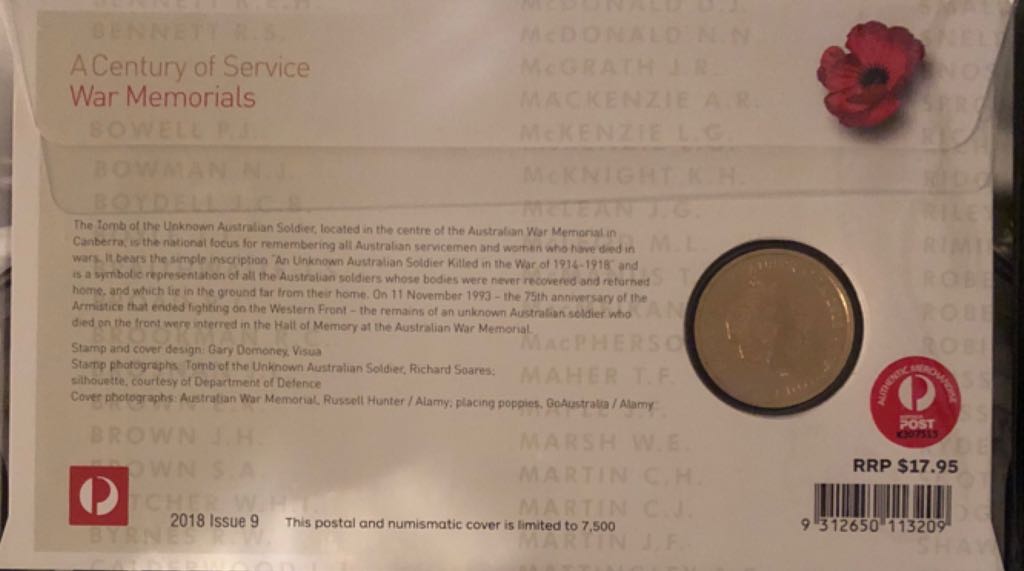 BENNETT R.S.
BOWELL P.J.
BOWMAN N.J.
BOYDELL J.C.B.
McDONALD D.J.
McDONALD N.N
McGRATH J.R.
MACKENZIE A.R.
McKENZIE L.G.
McKNIGHT K.H.
McLEAN J.G.
A Century of Service
War Memorials
The Tomb of the Unknown Australian Soldier, located in the centre of the Australian War Memorial in
Canberra, is the national focus for remembering all Australian servicemen and women who have died in
wars. It bears the simple inscription "An Unknown Australian Soldier Killed in the War of 1914-1918" and
is a symbolic representation of all the Australian soldiers whose bodies were never recovered and returned
home, and which lie in the ground far from their home. On 11 November 1993 – the 75th anniversary of the
Armistice that ended fighting on the Western Front – the remains of an unknown Australian soldier who
died on the front were interred in the Hall of Memory at the Australian War Memorial.
Stamp and cover design: Gary Domoney, Visua
Stamp photographs: Tomb of the Unknown Australian Soldier, Richard Soares;
silhouette, courtesy of Department of Defence
Cover photographs: Australian War Memorial, Russell Hunter / Alamy; placing poppies, GoAustralia / Alamy
MacPHERSO
MAHER T.F.
BROWN J.H.
BROWN S.A.
MARSH W.E.
MARTIN C.H.
MARTIN C.J.
MARTIN J.F.
BYRNES R.W.
AUTHENTIC MERCHANDISE
POST
RRP $17.95
9 312650 113209
2018 Issue 9
This postal and numismatic cover is limited to 7,500